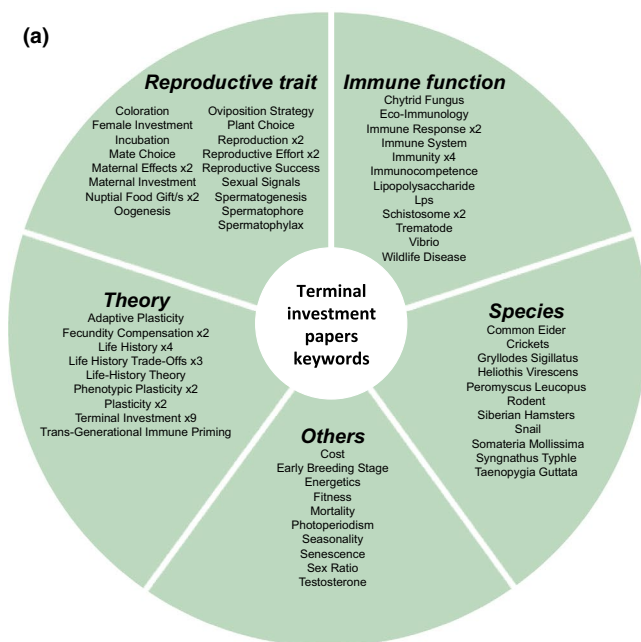 (a)
Reproductive trait
Coloration
Female Investment
Incubation
Mate Choice
Maternal Effects x2
Maternal Investment
Nuptial Food Gift/s x2
Oogenesis
Oviposition Strategy
Plant Choice
Reproduction x2
Reproductive Effort x2
Reproductive Success
Sexual Signals
Spermatogenesis
Spermatophore
Spermatophylax
Immune function
Chytrid Fungus
Eco-Immunology
Immune Response x2
Immune System
Immunity x4
Immunocompetence
Lipopolysaccharide
Lps
Schistosome x2
Trematode
Vibrio
Wildlife Disease
Theory
Adaptive Plasticity
Fecundity Compensation x2
Life History x4
Life History Trade-Offs x3
Life-History Theory
Phenotypic Plasticity x2
Plasticity x2
Terminal Investment x9
Trans-Generational Immune Priming
Terminal
investment
papers
keywords
Species
Common Eider
Crickets
Gryllodes Sigillatus
Heliothis Virescens
Peromyscus Leucopus
Rodent
Siberian Hamsters
Snail
Somateria Mollissima
Syngnathus Typhle
Taenopygia Guttata
Others
Cost
Early Breeding Stage
Energetics
Fitness
Mortality
Photoperiodism
Seasonality
Senescence
Sex Ratio
Testosterone